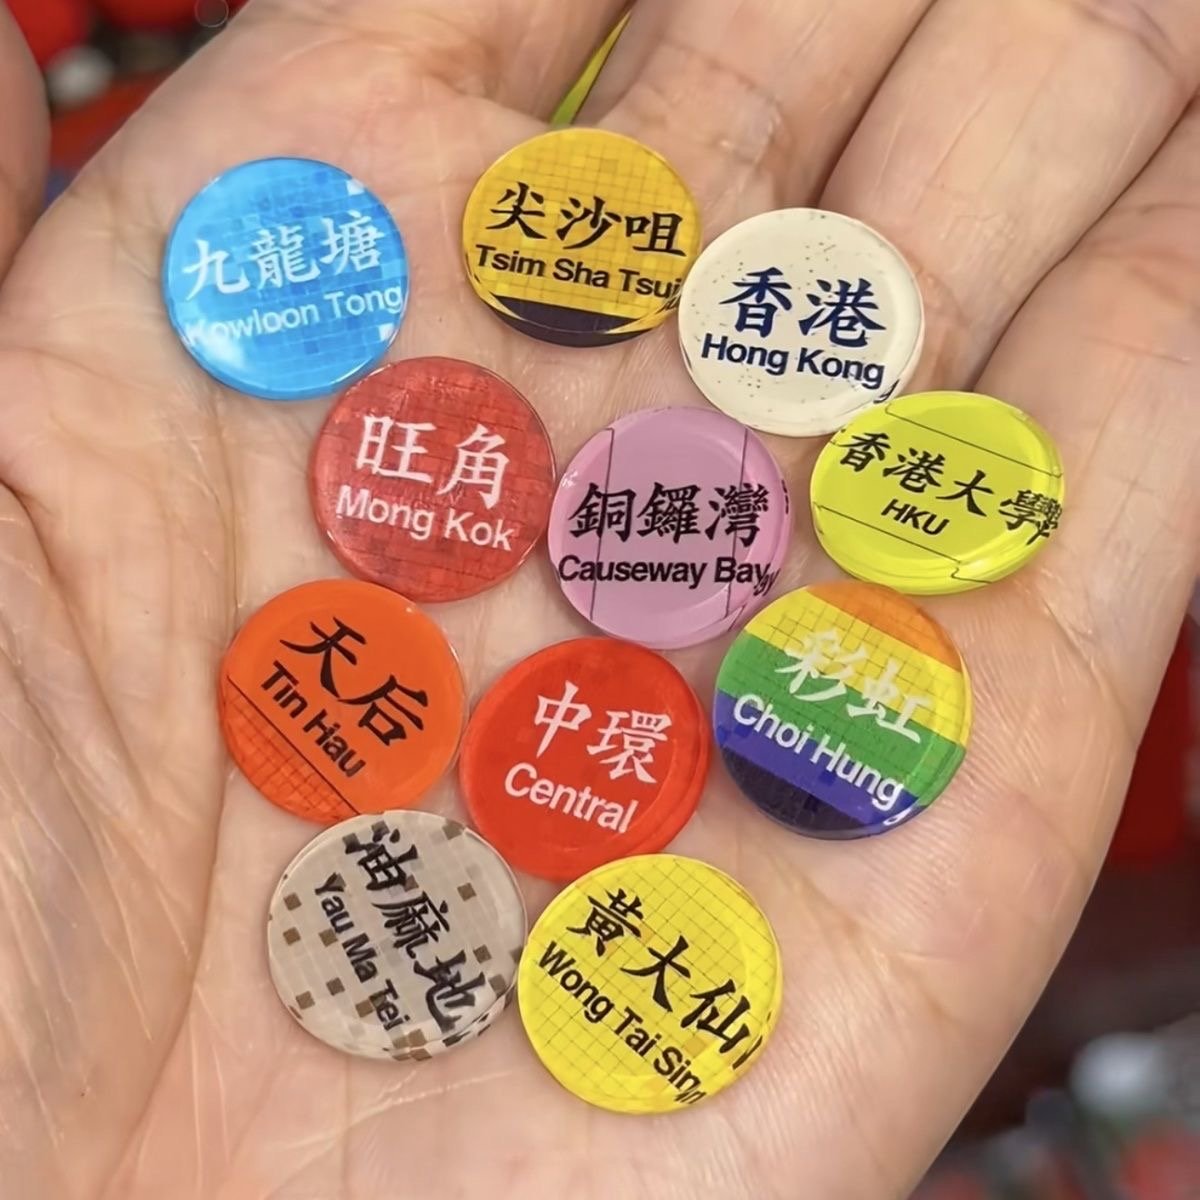 九龍塘
Kowloon Tong
尖沙咀
Tsim Sha Tsui
香港
Hong Kong
旺角
Mong Kok
銅鑼灣
Causeway Bay
香港大學
HKU
天后
Tin Hau
中環
Central
彩虹
Choi Hung
油麻地
Yau Ma Tei
黃大仙
Wong Tai Sin